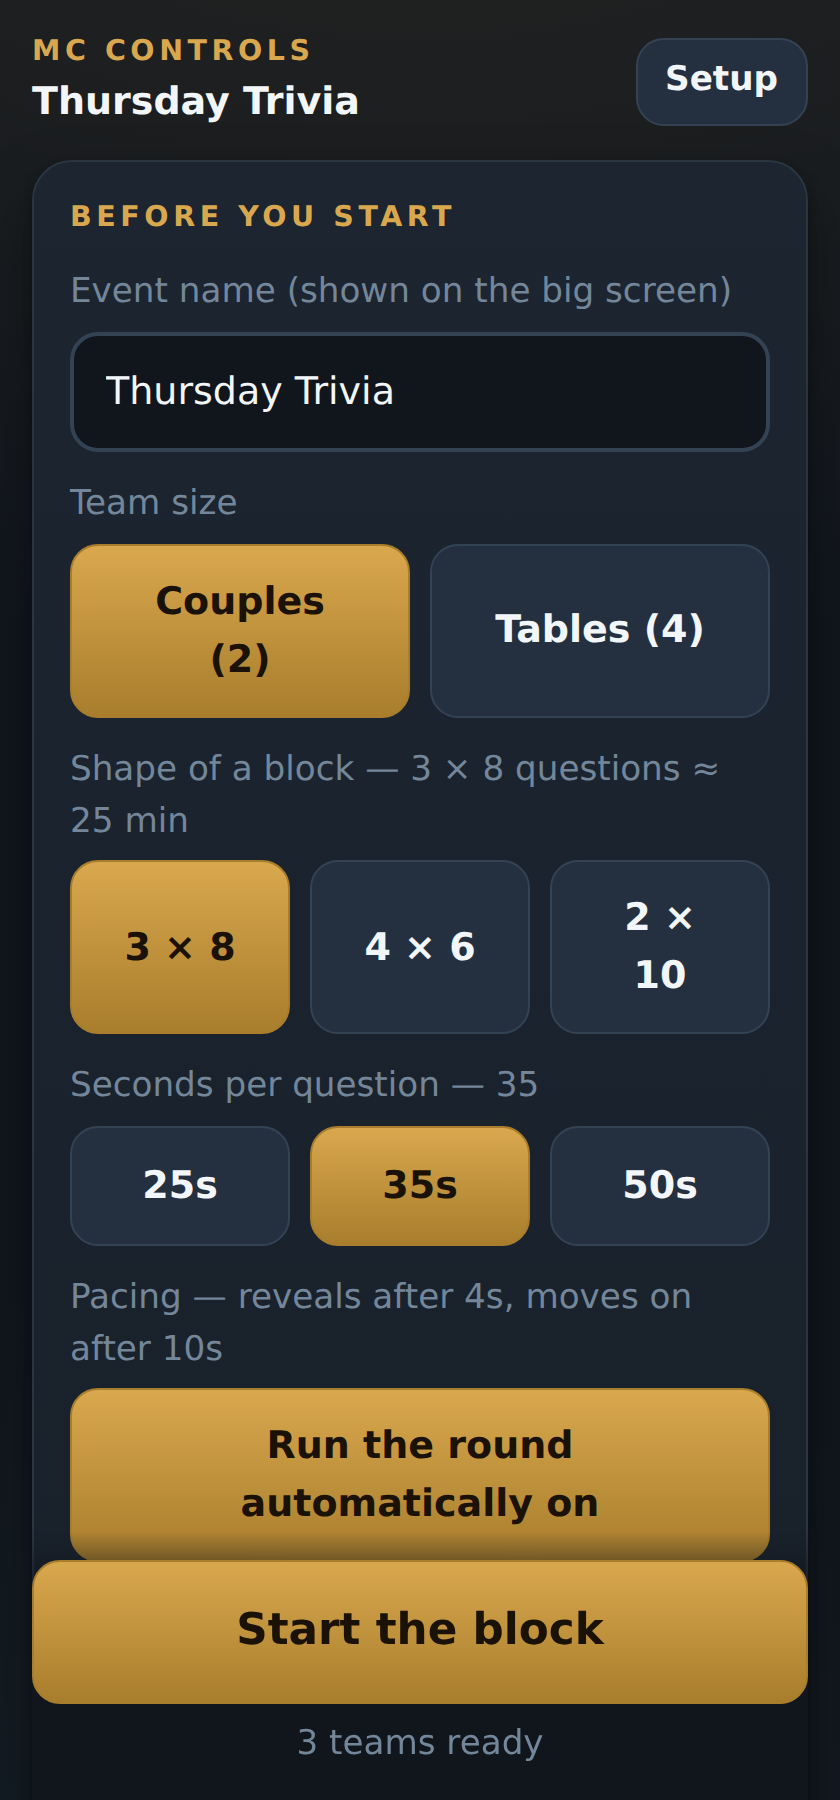 MC CONTROLS
Thursday Trivia
Setup
BEFORE YOU START
Event name (shown on the big screen)
Thursday Trivia
Team size
Couples
(2)
Tables (4)
Shape of a block — 3 × 8 questions ≈
25 min
3 × 8
4 × 6
2 ×
10
Seconds per question — 35
25s
35s
50s
Pacing — reveals after 4s, moves on
after 10s
Run the round
automatically on
Start the block
3 teams ready